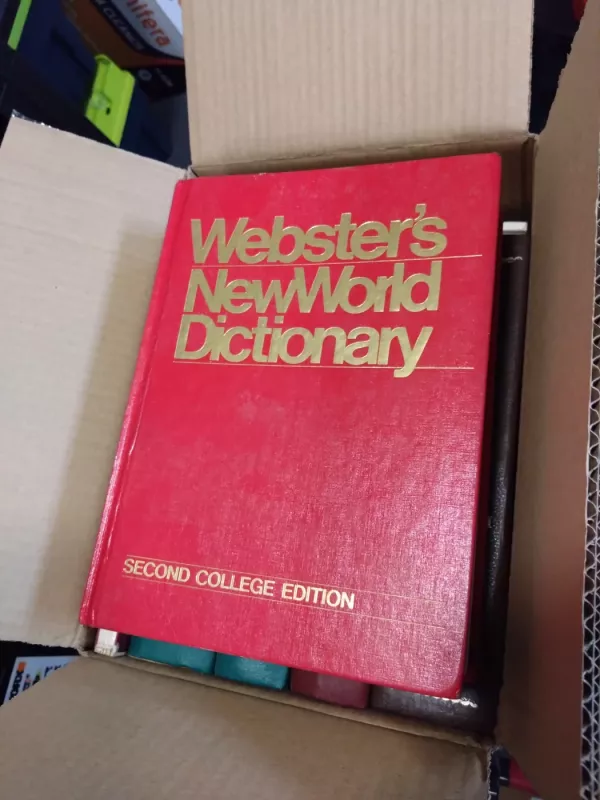 Webster's
NewWorld
Dictionary
SECOND COLLEGE EDITION